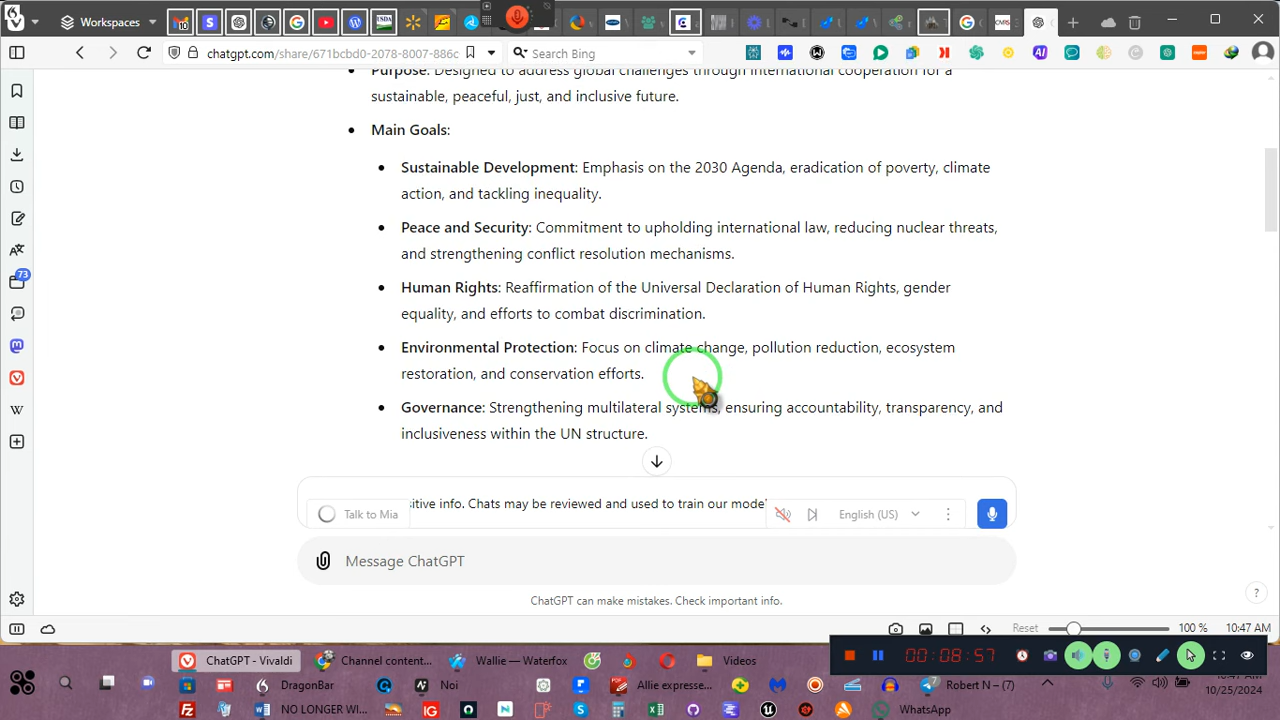 Workspaces
chatgpt.com/share/671bcbd0-2078-8007-886c
Search Bing
Purpose: Designed to address global challenges through international cooperation for a
sustainable, peaceful, just, and inclusive future.
Main Goals:
Sustainable Development: Emphasis on the 2030 Agenda, eradication of poverty, climate
action, and tackling inequality.
Peace and Security: Commitment to upholding international law, reducing nuclear threats,
and strengthening conflict resolution mechanisms.
Human Rights: Reaffirmation of the Universal Declaration of Human Rights, gender
equality, and efforts to combat discrimination.
Environmental Protection: Focus on climate change, pollution reduction, ecosystem
restoration, and conservation efforts.
Governance: Strengthening multilateral systems, ensuring accountability, transparency, and
inclusiveness within the UN structure.
73
sitive info. Chats may be reviewed and used to train our model
Talk to Mia
English (US)
Message ChatGPT
ChatGPT can make mistakes. Check important info.
?
Reset
100 %
10:47 AM
00:08:57
ChatGPT - Vivaldi
Channel content...
Wallie — Waterfox
Videos
DragonBar
Noi
Allie expresse...
Robert N – (7)
10/25/2024
NO LONGER WI...
WhatsApp